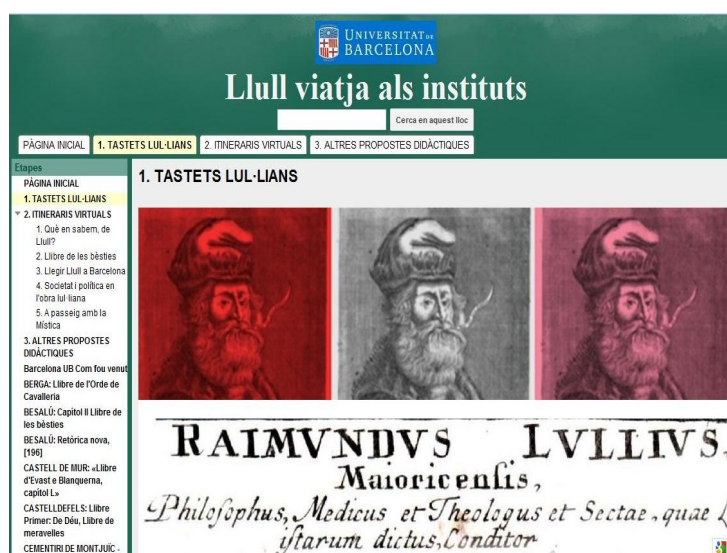 UNIVERSITAT DE
BARCELONA
Llull viatja als instituts
Cerca en aquest lloc
PÀGINA INICIAL
1. TASTETS LUL·LIANS
2. ITINERARIS VIRTUALS
3. ALTRES PROPOSTES DIDÀCTIQUES
Etapes
PÀGINA INICIAL
1. TASTETS LUL·LIANS
2. ITINERARIS VIRTUALS
1. Què en sabem, de
Llull?
2. Llibre de les bèsties
3. Llegir Llull a Barcelona
4. Societat i política en
l'obra lul·liana
5. A passeig amb la
Mística
3. ALTRES PROPOSTES
DIDÀCTIQUES
Barcelona UB Com fou venut
BERGA: Llibre de l'Orde de
Cavalleria
BESALÚ: Capitol II Llibre de
les bèsties
BESALÚ: Retòrica nova,
[196]
CASTELL DE MUR: «Llibre
d'Evast e Blanquerna,
capitol L»
CASTELLDEFELS: Llibre
Primer: De Déu, Llibre de
meravelles
CEMENTIRI DE MONTJUÏC -
1. TASTETS LUL·LIANS
RAIMVNDVS LVLLIVS,
Maioricensis,
Philosophus, Medicus et Theologus et Sectae, quae L
istarum dictus, Conditor